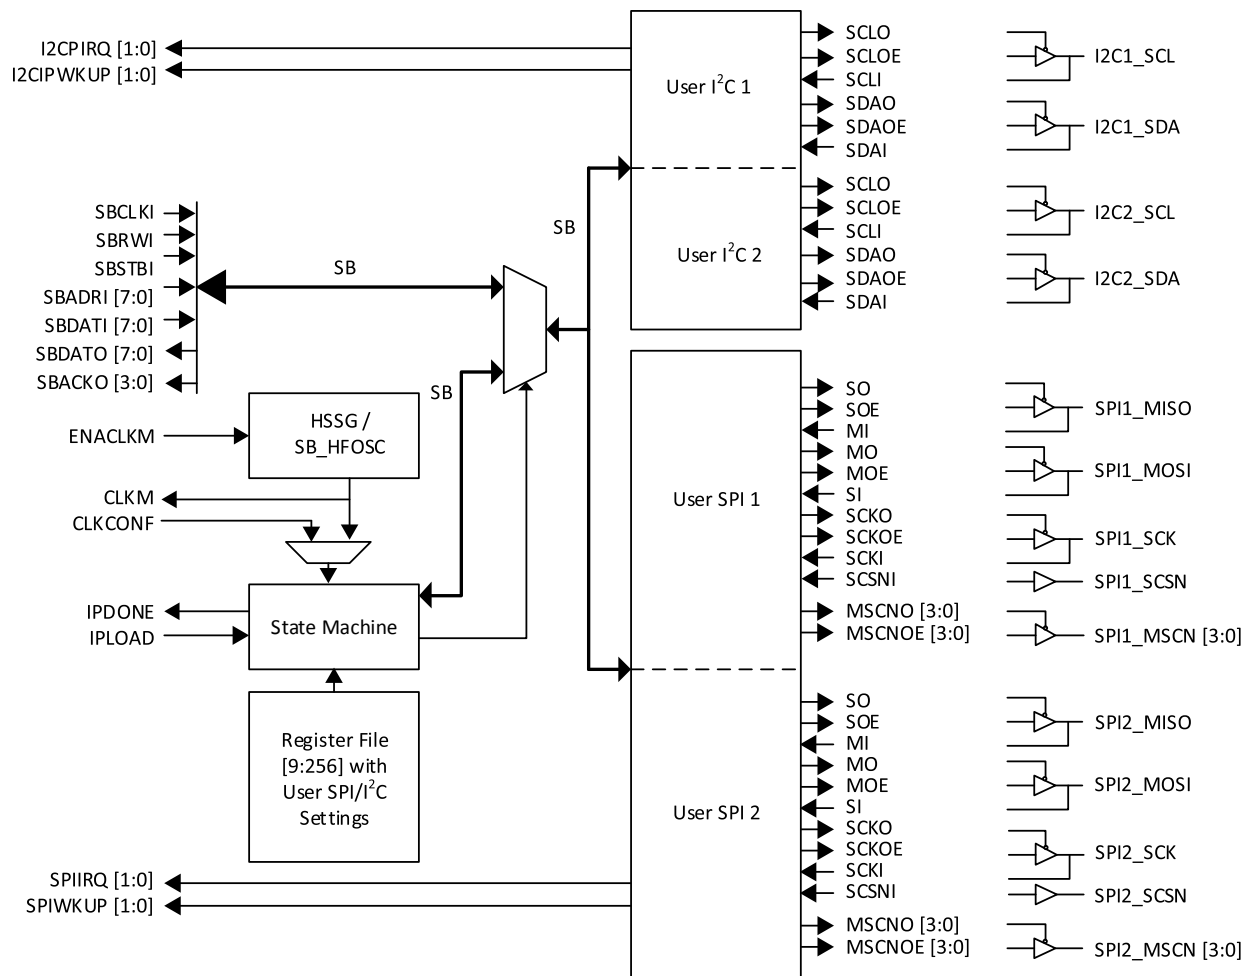 I2CPIRQ [1:0]
I2CIPWKUP [1:0]
SBCLKI
SBRWI
SBSTBI
SBADRI [7:0]
SBDATI [7:0]
SBDATO [7:0]
SBACKO [3:0]
SB
SB
SB
ENACLKM
HSSG /
SB_HFOSC
CLKM
CLKCONF
IPDONE
IPLOAD
State Machine
Register File
[9:256] with
User SPI/I²C
Settings
SPIIRQ [1:0]
SPIWKUP [1:0]
User I²C 1
User I²C 2
User SPI 1
User SPI 2
SCLO
SCLOE
SCLI
SDAO
SDAOE
SDAI
SCLO
SCLOE
SCLI
SDAO
SDAOE
SDAI
SO
SOE
MI
MO
MOE
SI
SCKO
SCKOE
SCKI
SCSNI
MSCNO [3:0]
MSCNOE [3:0]
SO
SOE
MI
MO
MOE
SI
SCKO
SCKOE
SCKI
SCSNI
MSCNO [3:0]
MSCNOE [3:0]
I2C1_SCL
I2C1_SDA
I2C2_SCL
I2C2_SDA
SPI1_MISO
SPI1_MOSI
SPI1_SCK
SPI1_SCSN
SPI1_MSCN [3:0]
SPI2_MISO
SPI2_MOSI
SPI2_SCK
SPI2_SCSN
SPI2_MSCN [3:0]